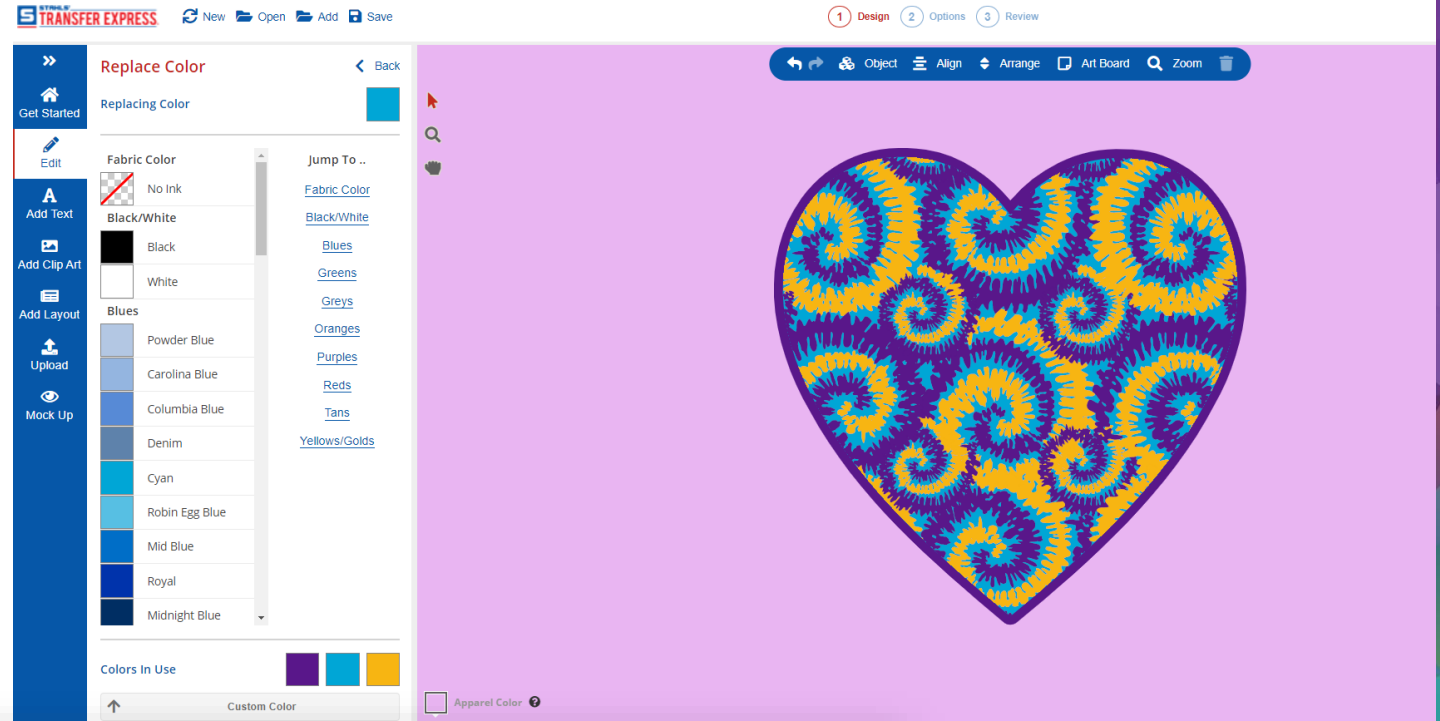 STAHLS'
TRANSFER EXPRESS
New Open Add Save
1 Design 2 Options 3 Review
Get Started
Edit
Add Text
Add Clip Art
Add Layout
Upload
Mock Up
Replace Color
Back
Replacing Color
Fabric Color
No Ink
Black/White
Black
White
Blues
Powder Blue
Carolina Blue
Columbia Blue
Denim
Cyan
Robin Egg Blue
Mid Blue
Royal
Midnight Blue
Jump To ..
Fabric Color
Black/White
Blues
Greens
Greys
Oranges
Purples
Reds
Tans
Yellows/Golds
Colors In Use
Custom Color
Object Align Arrange Art Board Zoom
Apparel Color ?